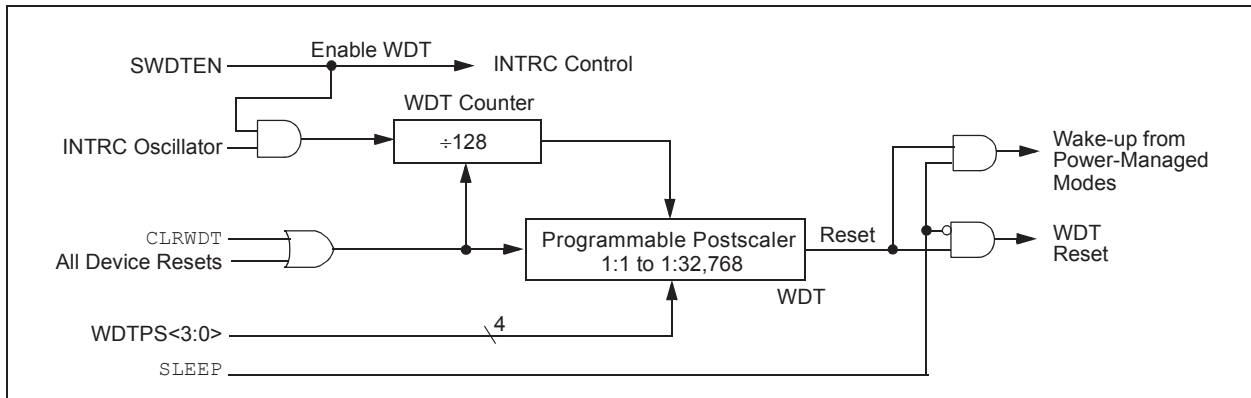 Enable WDT
SWDTEN
INTRC Control
WDT Counter
INTRC Oscillator
÷128
Wake-up from
Power-Managed
Modes
CLRWDT
All Device Resets
Programmable Postscaler
1:1 to 1:32,768
Reset
WDT
Reset
WDT
WDTPS<3:0>
4
SLEEP